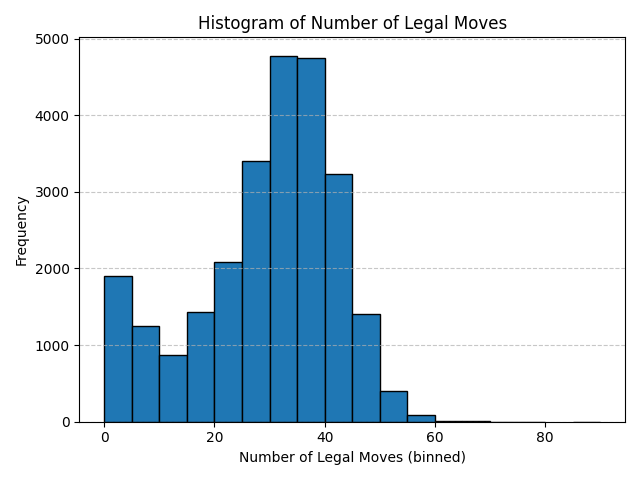 Histogram of Number of Legal Moves
5000
4000
3000
2000
1000
0
Frequency
0 20 40 60 80
Number of Legal Moves (binned)